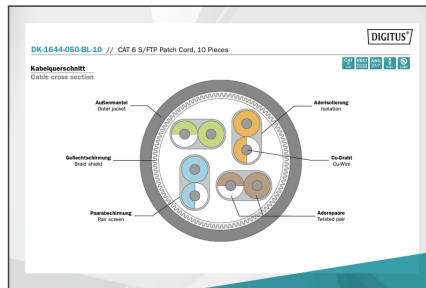 DIGITUS®
DK-1644-050-BL-10 // CAT 6 S/FTP Patch Cord, 10 Pieces
Kabelquerschnitt
Cable cross section
Außenmantel
Outer jacket
Aderisolierung
Isolation
Geflechtschirmung
Braid shield
Cu-Draht
Cu-Wire
Paarabschirmung
Pair screen
Adernpaare
Twisted pair